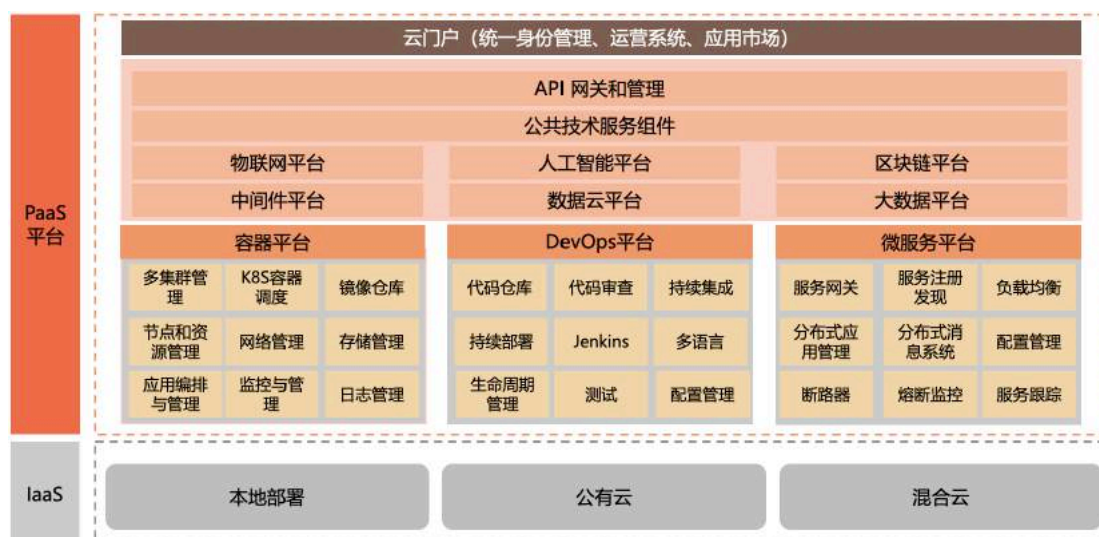 云门户（统一身份管理、运营系统、应用市场）
API 网关和管理
公共技术服务组件
物联网平台
人工智能平台
区块链平台
中间件平台
数据云平台
大数据平台
PaaS
平台
容器平台
DevOps平台
微服务平台
多集群管
理
K8S容器
调度
镜像仓库
节点和资
源管理
网络管理
存储管理
应用编排
与管理
监控与管
理
日志管理
代码仓库
代码审查
持续集成
持续部署
Jenkins
多语言
生命周期
管理
测试
配置管理
服务网关
服务注册
发现
负载均衡
分布式应
用管理
分布式消
息系统
配置管理
断路器
熔断监控
服务跟踪
IaaS
本地部署
公有云
混合云